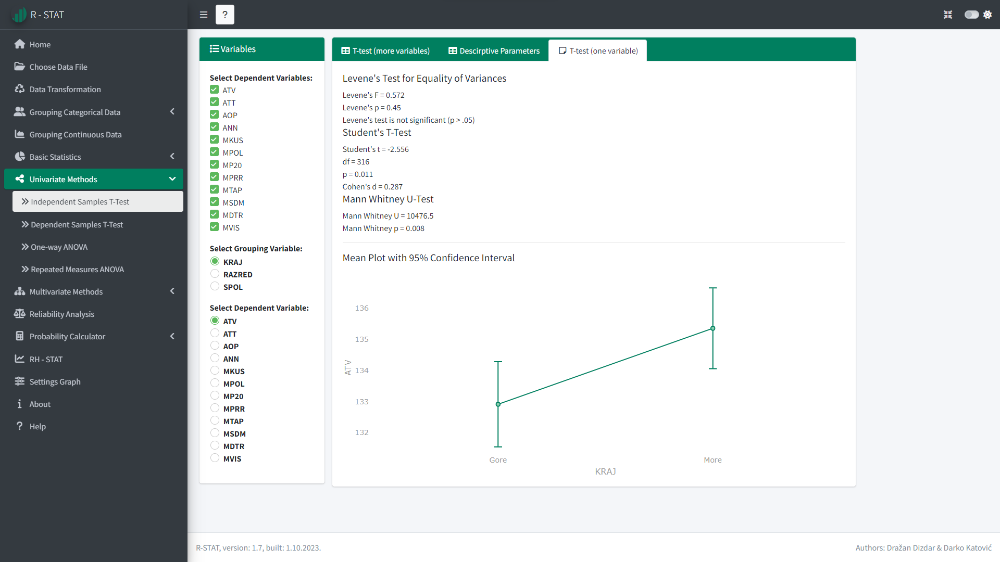 R - STAT
?
Home
Choose Data File
Data Transformation
Grouping Categorical Data
Grouping Continuous Data
Basic Statistics
Univariate Methods
Independent Samples T-Test
Dependent Samples T-Test
One-way ANOVA
Repeated Measures ANOVA
Multivariate Methods
Reliability Analysis
Probability Calculator
RH - STAT
Settings Graph
About
Help
Variables
Select Dependent Variables:
ATV
ATT
AOP
ANN
MKUS
MPOL
MP20
MPRR
MTAP
MSDM
MDTR
MVIS
Select Grouping Variable:
KRAJ
RAZRED
SPOL
Select Dependent Variable:
ATV
ATT
AOP
ANN
MKUS
MPOL
MP20
MPRR
MTAP
MSDM
MDTR
MVIS
T-test (more variables)
Descirptive Parameters
T-test (one variable)
Levene's Test for Equality of Variances
Levene's F = 0.572
Levene's p = 0.45
Levene's test is not significant (p > .05)
Student's T-Test
Student's t = -2.556
df = 316
p = 0.011
Cohen's d = 0.287
Mann Whitney U-Test
Mann Whitney U = 10476.5
Mann Whitney p = 0.008
Mean Plot with 95% Confidence Interval
136
135
134
133
132
ATV
Gore
More
KRAJ
R-STAT, version: 1.7, built: 1.10.2023.
Authors: Dražan Dizdar & Darko Katović